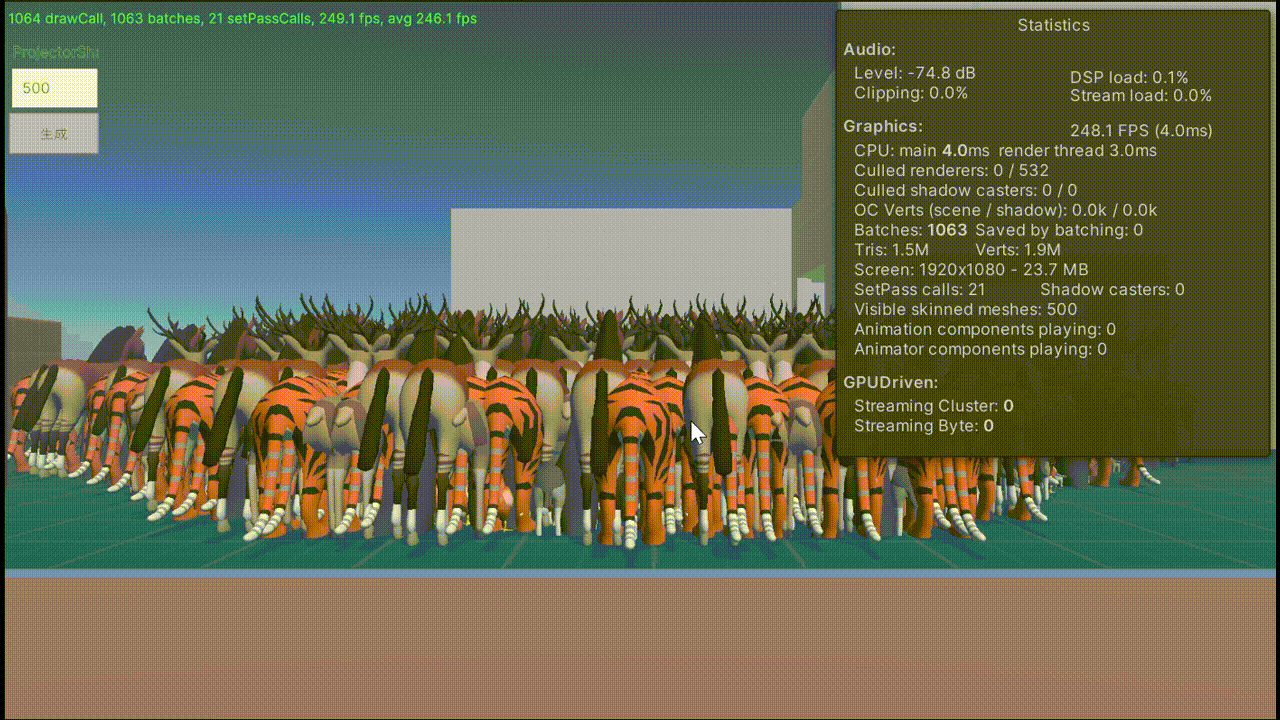 1064 drawCall, 1063 batches, 21 setPassCalls, 249.1 fps, avg 246.1 fps
ProjectorSha
500
生成
Statistics
Audio:
Level: -74.8 dB
DSP load: 0.1%
Clipping: 0.0%
Stream load: 0.0%
Graphics:
248.1 FPS (4.0ms)
CPU: main 4.0ms render thread 3.0ms
Culled renderers: 0 / 532
Culled shadow casters: 0 / 0
OC Verts (scene / shadow): 0.0k / 0.0k
Batches: 1063 Saved by batching: 0
Tris: 1.5M Verts: 1.9M
Screen: 1920x1080 - 23.7 MB
SetPass calls: 21 Shadow casters: 0
Visible skinned meshes: 500
Animation components playing: 0
Animator components playing: 0
GPUDriven:
Streaming Cluster: 0
Streaming Byte: 0